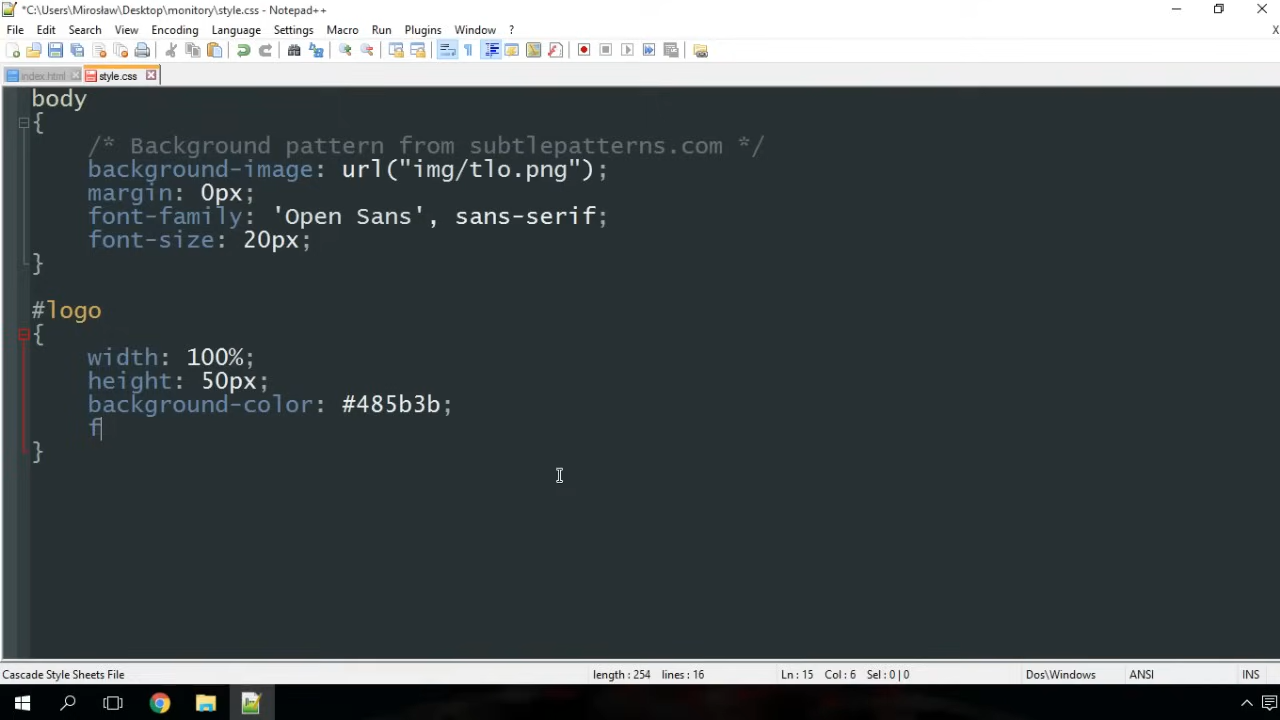 *C:\Users\Mirosław\Desktop\monitory\style.css - Notepad++
File Edit Search View Encoding Language Settings Macro Run Plugins Window ? X
index.html style.css
body
{
/* Background pattern from subtlepatterns.com */
background-image: url("img/tlo.png");
margin: 0px;
font-family: 'Open Sans', sans-serif;
font-size: 20px;
}
#logo
{
width: 100%;
height: 50px;
background-color: #485b3b;
f
}
Cascade Style Sheets File length : 254 lines : 16 Ln : 15 Col : 6 Sel : 0 | 0 Dos\Windows ANSI INS